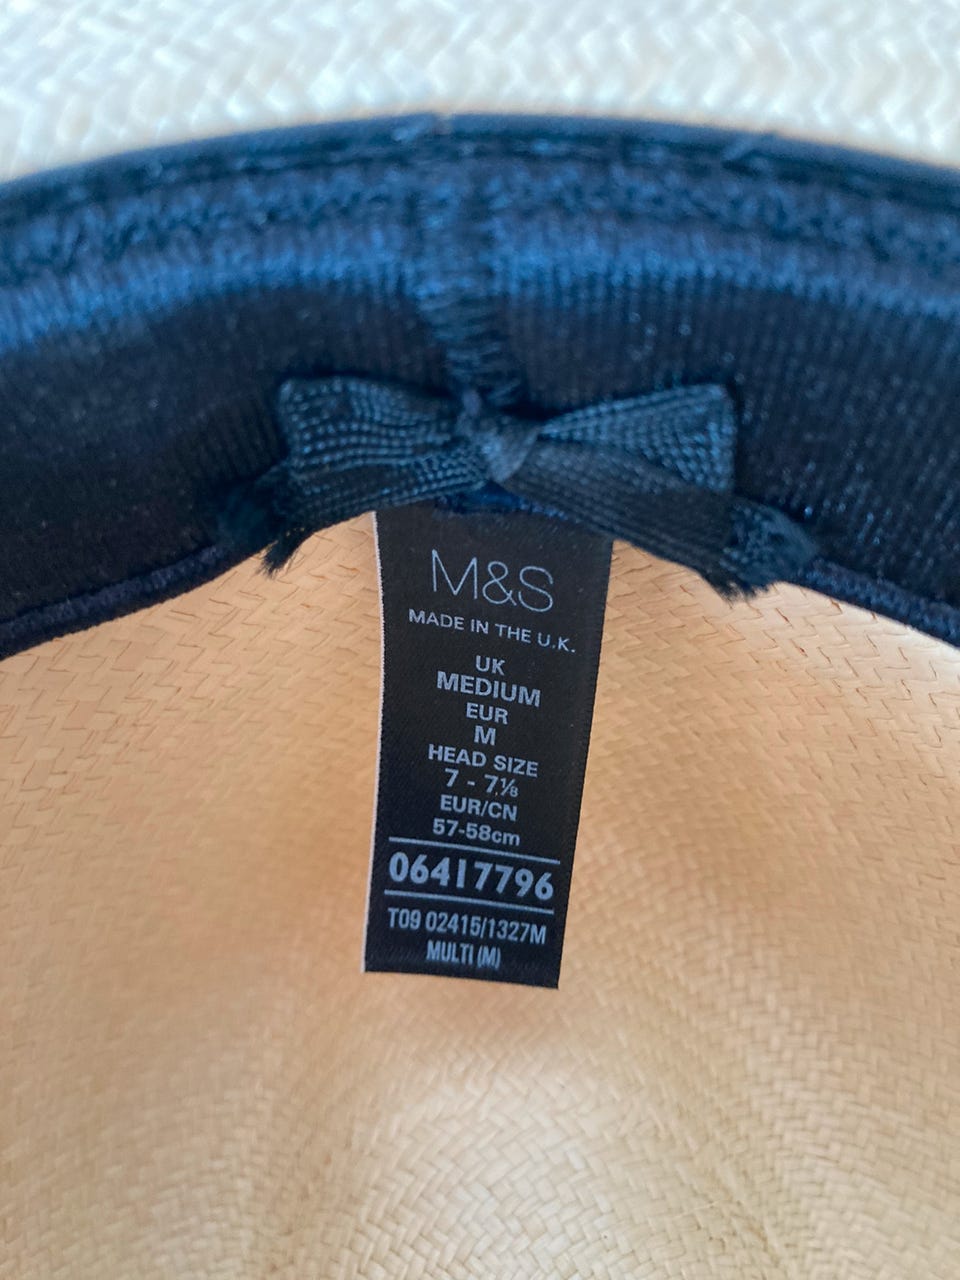 M&S
MADE IN THE U.K.
UK
MEDIUM
EUR
M
HEAD SIZE
7 - 7⅛
EUR/CN
57-58cm
06417796
T09 02415/1327M
MULTI (M)